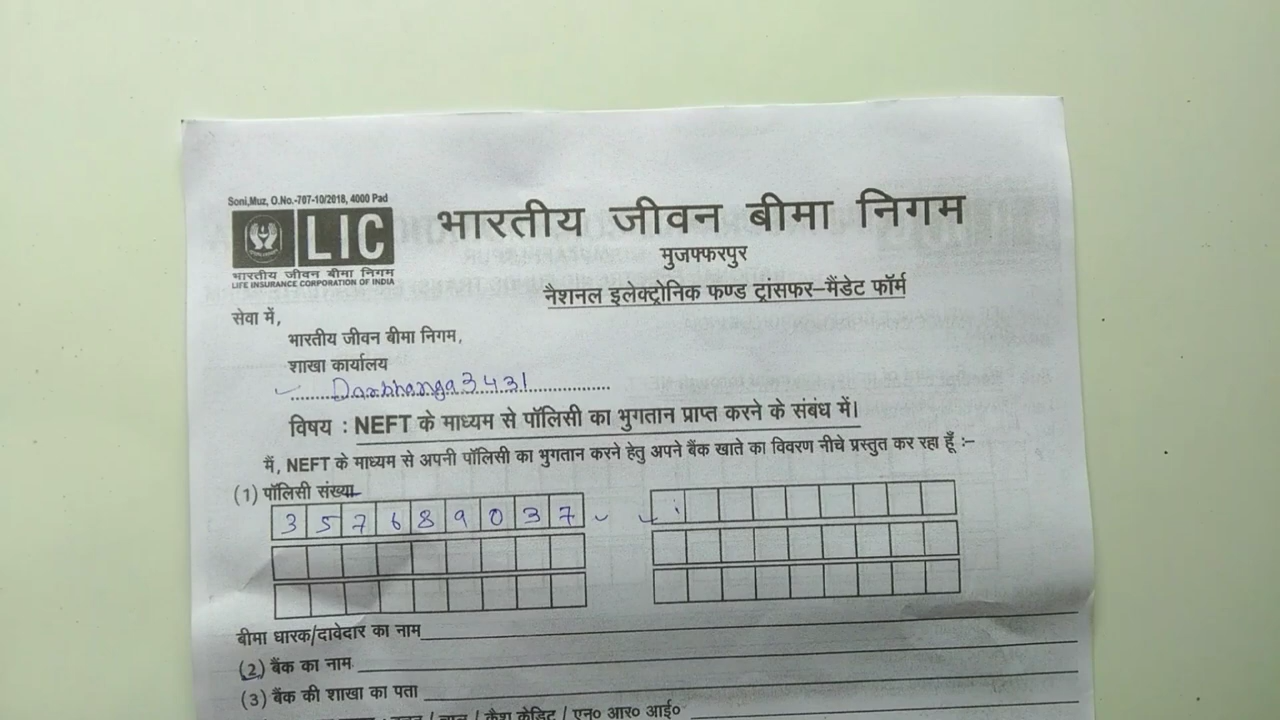 Soni,Muz, O.No.-707-10/2018, 4000 Pad
LIC
भारतीय जीवन बीमा निगम
LIFE INSURANCE CORPORATION OF INDIA
भारतीय जीवन बीमा निगम
मुजफ्फरपुर
नैशनल इलेक्ट्रोनिक फण्ड ट्रांसफर–मैंडेट फॉर्म
सेवा में,
भारतीय जीवन बीमा निगम,
शाखा कार्यालय
Darbhanga 3431
विषय : NEFT के माध्यम से पॉलिसी का भुगतान प्राप्त करने के संबंध में।
मैं, NEFT के माध्यम से अपनी पॉलिसी का भुगतान करने हेतु अपने बैंक खाते का विवरण नीचे प्रस्तुत कर रहा हूँ :–
(1) पॉलिसी संख्या
3 5 7 6 8 9 0 3 7
बीमा धारक/दावेदार का नाम
(2) बैंक का नाम
(3) बैंक की शाखा का पता
/ कैश क्रेडिट / एन० आर० आई०